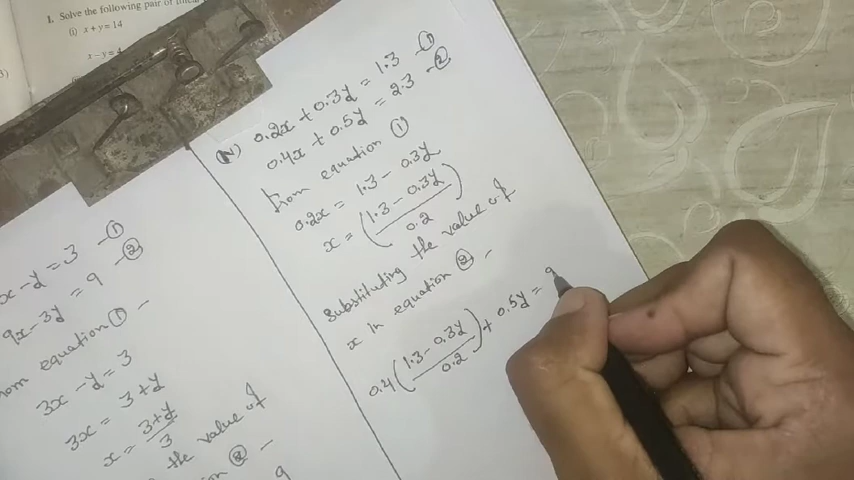 1. Solve the following pair of
(i) x + y = 14
x – y = 4
(iv) 0.2x + 0.3y = 1.3 – ①
0.4x + 0.5y = 2.3 – ②
from equation ①
0.2x = 1.3 - 0.3y
x = (1.3 - 0.3y / 0.2)
Substituting the value of
x in equation ② –
0.4(1.3 - 0.3y / 0.2) + 0.5y =
x - y = 3 – ①
9x - 3y = 9 – ②
equation ① –
3x - y = 3
3x = 3 + y
x = 3 + y / 3
the value of
② –
9